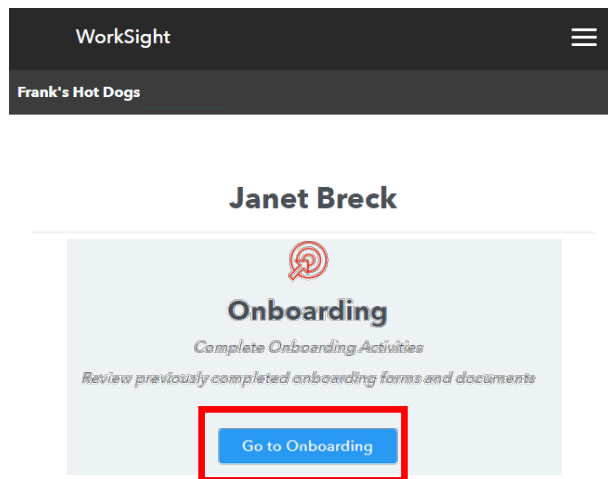 WorkSight
Frank's Hot Dogs
Janet Breck
Onboarding
Complete Onboarding Activities
Review previously completed onboarding forms and documents
Go to Onboarding